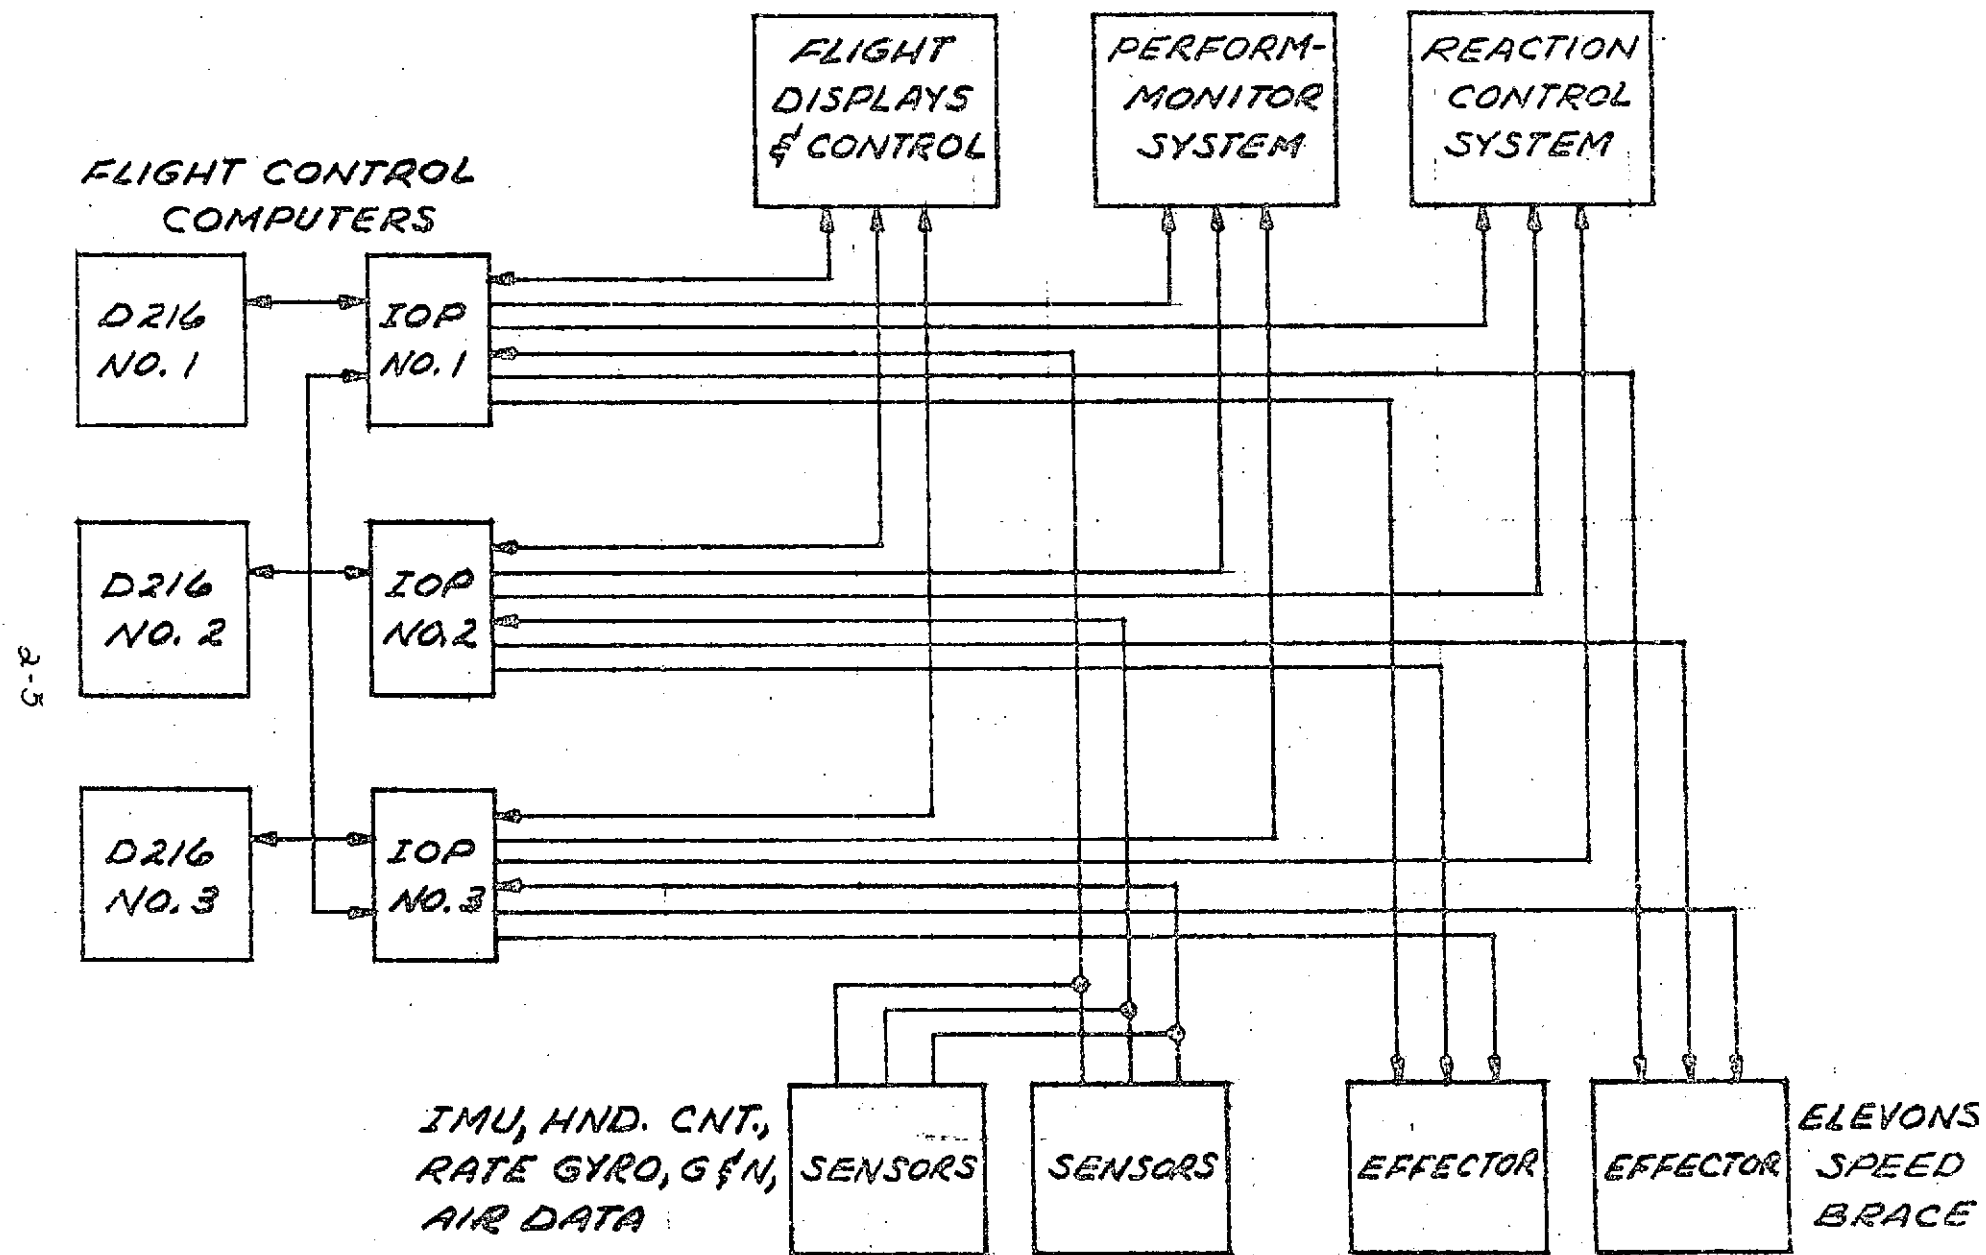 FLIGHT
DISPLAYS
& CONTROL
PERFORM-
MONITOR
SYSTEM
REACTION
CONTROL
SYSTEM
FLIGHT CONTROL
COMPUTERS
D216
NO. 1
IOP
NO. 1
D216
NO. 2
IOP
NO. 2
D216
NO. 3
IOP
NO. 3
2-5
IMU, HND. CNT.,
RATE GYRO, G & N,
AIR DATA
SENSORS
SENSORS
EFFECTOR
EFFECTOR
ELEVONS
SPEED
BRACE